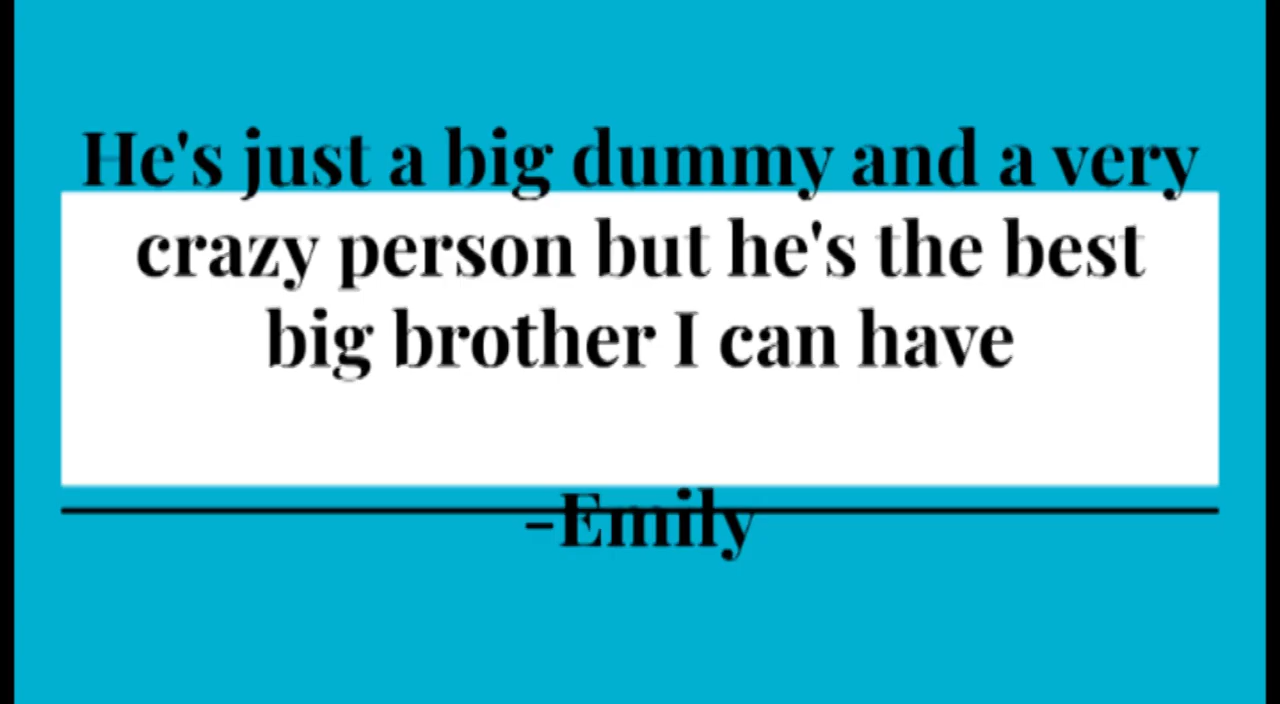 He's just a big dummy and a very
crazy person but he's the best
big brother I can have
-Emily